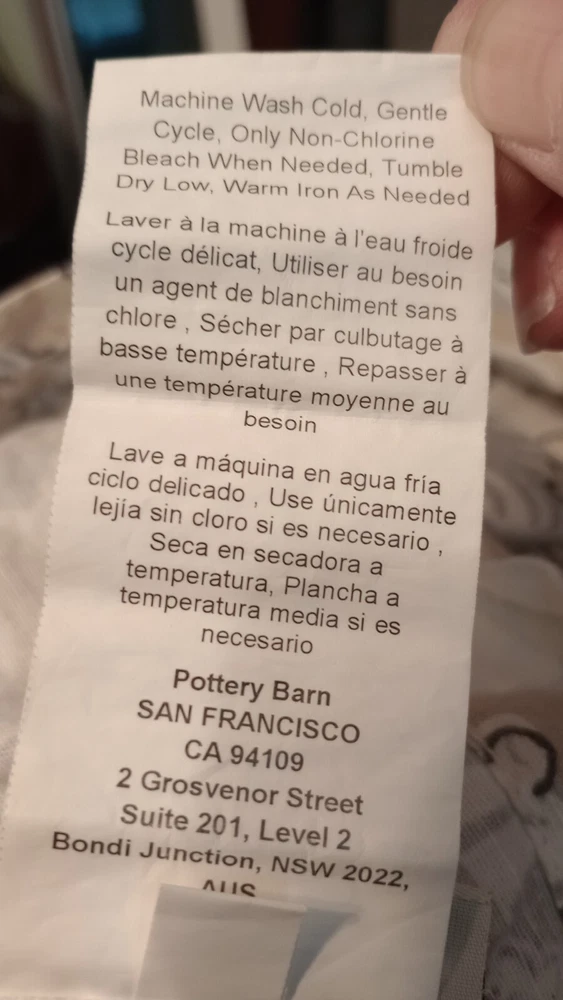 Machine Wash Cold, Gentle
Cycle, Only Non-Chlorine
Bleach When Needed, Tumble
Dry Low, Warm Iron As Needed
Laver à la machine à l'eau froide
cycle délicat, Utiliser au besoin
un agent de blanchiment sans
chlore , Sécher par culbutage à
basse température , Repasser à
une température moyenne au
besoin
Lave a máquina en agua fría
ciclo delicado , Use únicamente
lejía sin cloro si es necesario ,
Seca en secadora a
temperatura, Plancha a
temperatura media si es
necesario
Pottery Barn
SAN FRANCISCO
CA 94109
2 Grosvenor Street
Suite 201, Level 2
Bondi Junction, NSW 2022,
AUS